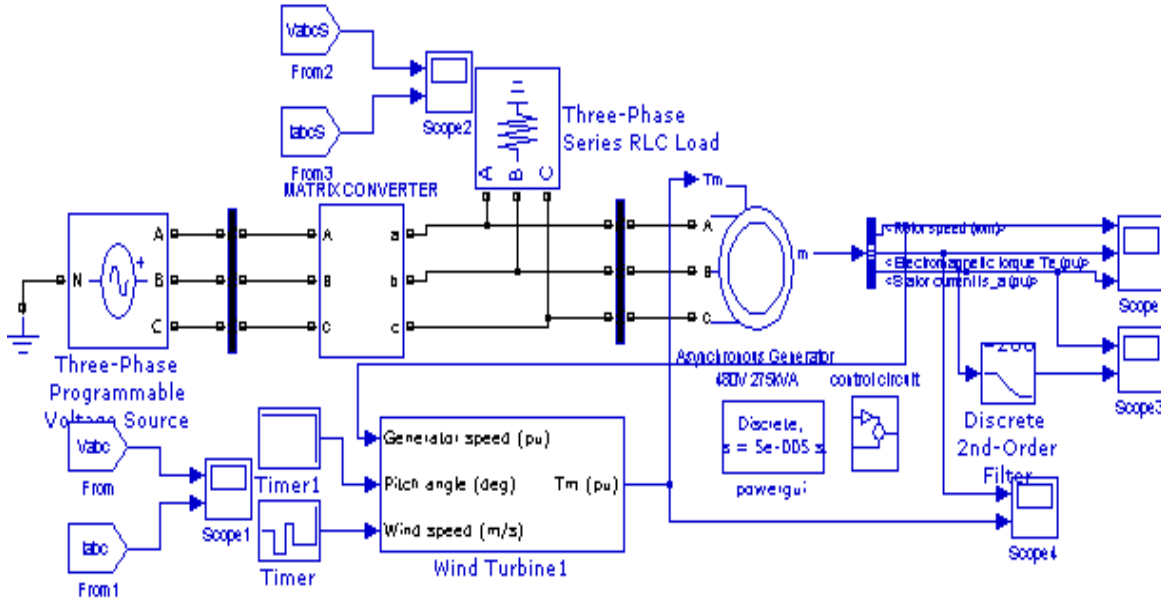 VabcS
From2
IabcS
From3
Scope2
Three-Phase
Series RLC Load
A B C
MATRIX CONVERTER
N
+
A
B
C
A
B
C
a
b
c
Tm
A
B
C
m
<Rotor speed (wm)>
<Electromagnetic torque Te (pu)>
<Stator current is_a (pu)>
Scope
Three-Phase
Programmable
Voltage Source
Asynchronous Generator
480V 275kVA
control circuit
Discrete,
s = 5e-005 s.
powergui
Discrete
2nd-Order
Filter
Scope3
Vabc
From
Iabc
From1
Scope1
Timer1
Timer
Generator speed (pu)
Pitch angle (deg)
Wind speed (m/s)
Tm (pu)
Wind Turbine1
Scope4